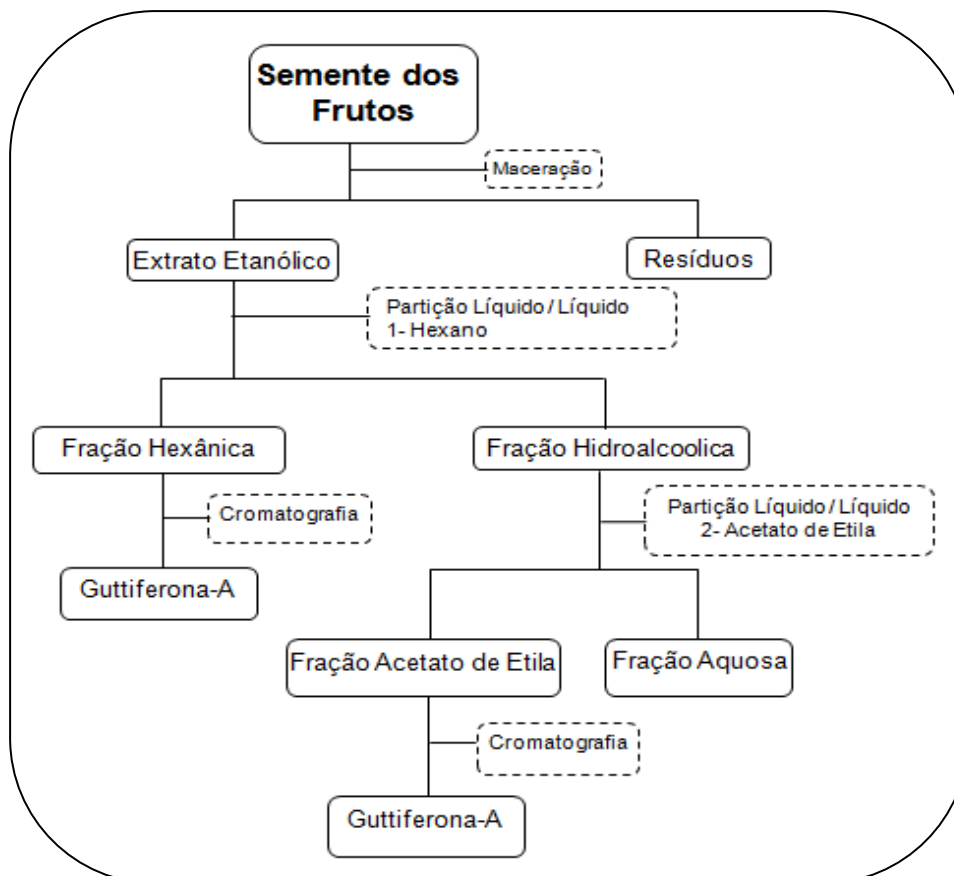 Semente dos
Frutos
Maceração
Extrato Etanólico
Resíduos
Partição Líquido / Líquido
1- Hexano
Fração Hexânica
Fração Hidroalcoolica
Cromatografia
Partição Líquido / Líquido
2- Acetato de Etila
Guttiferona-A
Fração Acetato de Etila
Fração Aquosa
Cromatografia
Guttiferona-A